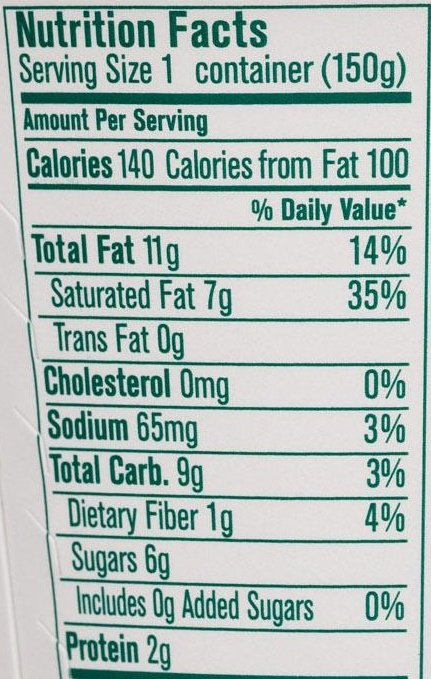 Nutrition Facts
Serving Size 1 container (150g)
Amount Per Serving
Calories 140 Calories from Fat 100
% Daily Value*
Total Fat 11g 14%
Saturated Fat 7g 35%
Trans Fat 0g
Cholesterol 0mg 0%
Sodium 65mg 3%
Total Carb. 9g 3%
Dietary Fiber 1g 4%
Sugars 6g
Includes 0g Added Sugars 0%
Protein 2g